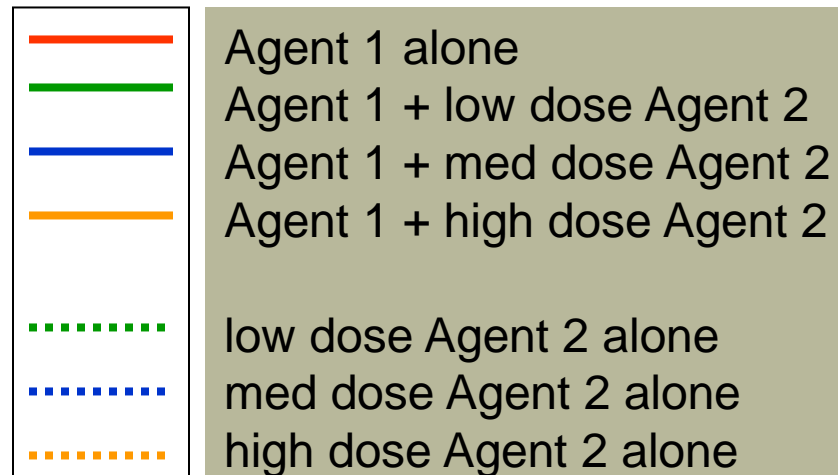 Agent 1 alone
Agent 1 + low dose Agent 2
Agent 1 + med dose Agent 2
Agent 1 + high dose Agent 2
low dose Agent 2 alone
med dose Agent 2 alone
high dose Agent 2 alone